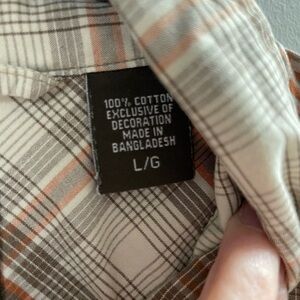 100% COTTON
EXCLUSIVE OF
DECORATION
MADE IN
BANGLADESH
L/G